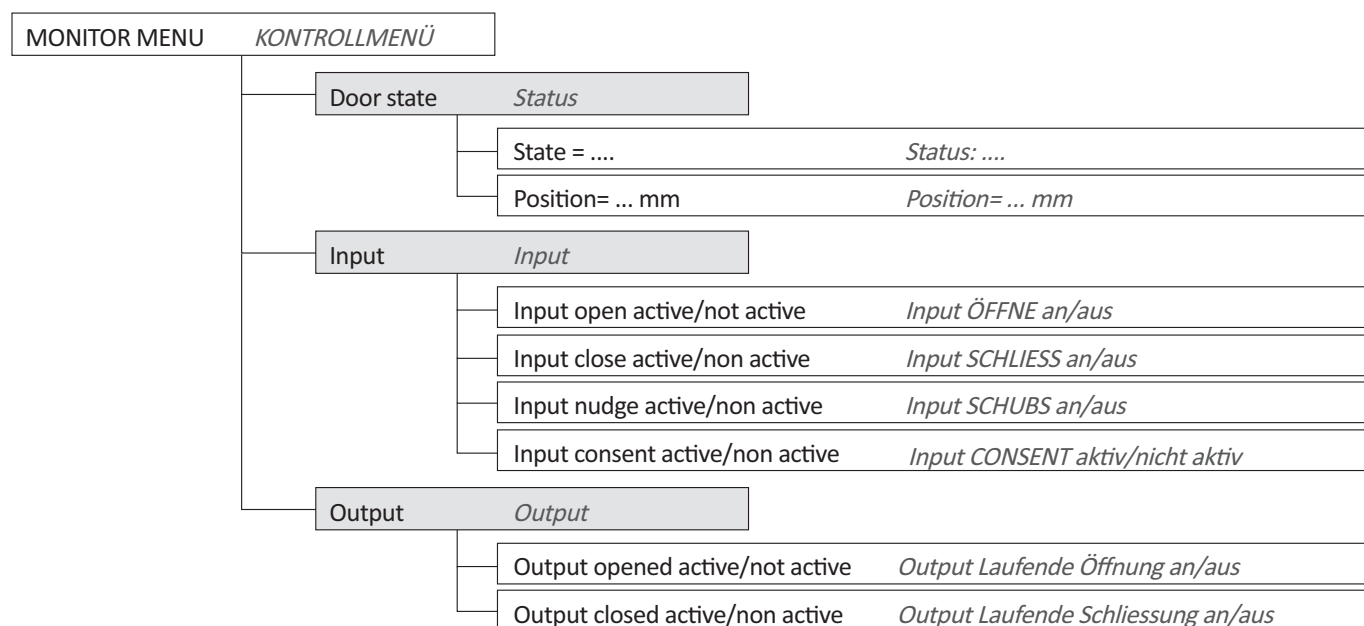 MONITOR MENU KONTROLLMENÜ
Door state Status
State = .... Status: ....
Position= ... mm Position= ... mm
Input Input
Input open active/not active Input ÖFFNE an/aus
Input close active/non active Input SCHLIESS an/aus
Input nudge active/non active Input SCHUBS an/aus
Input consent active/non active Input CONSENT aktiv/nicht aktiv
Output Output
Output opened active/not active Output Laufende Öffnung an/aus
Output closed active/non active Output Laufende Schliessung an/aus